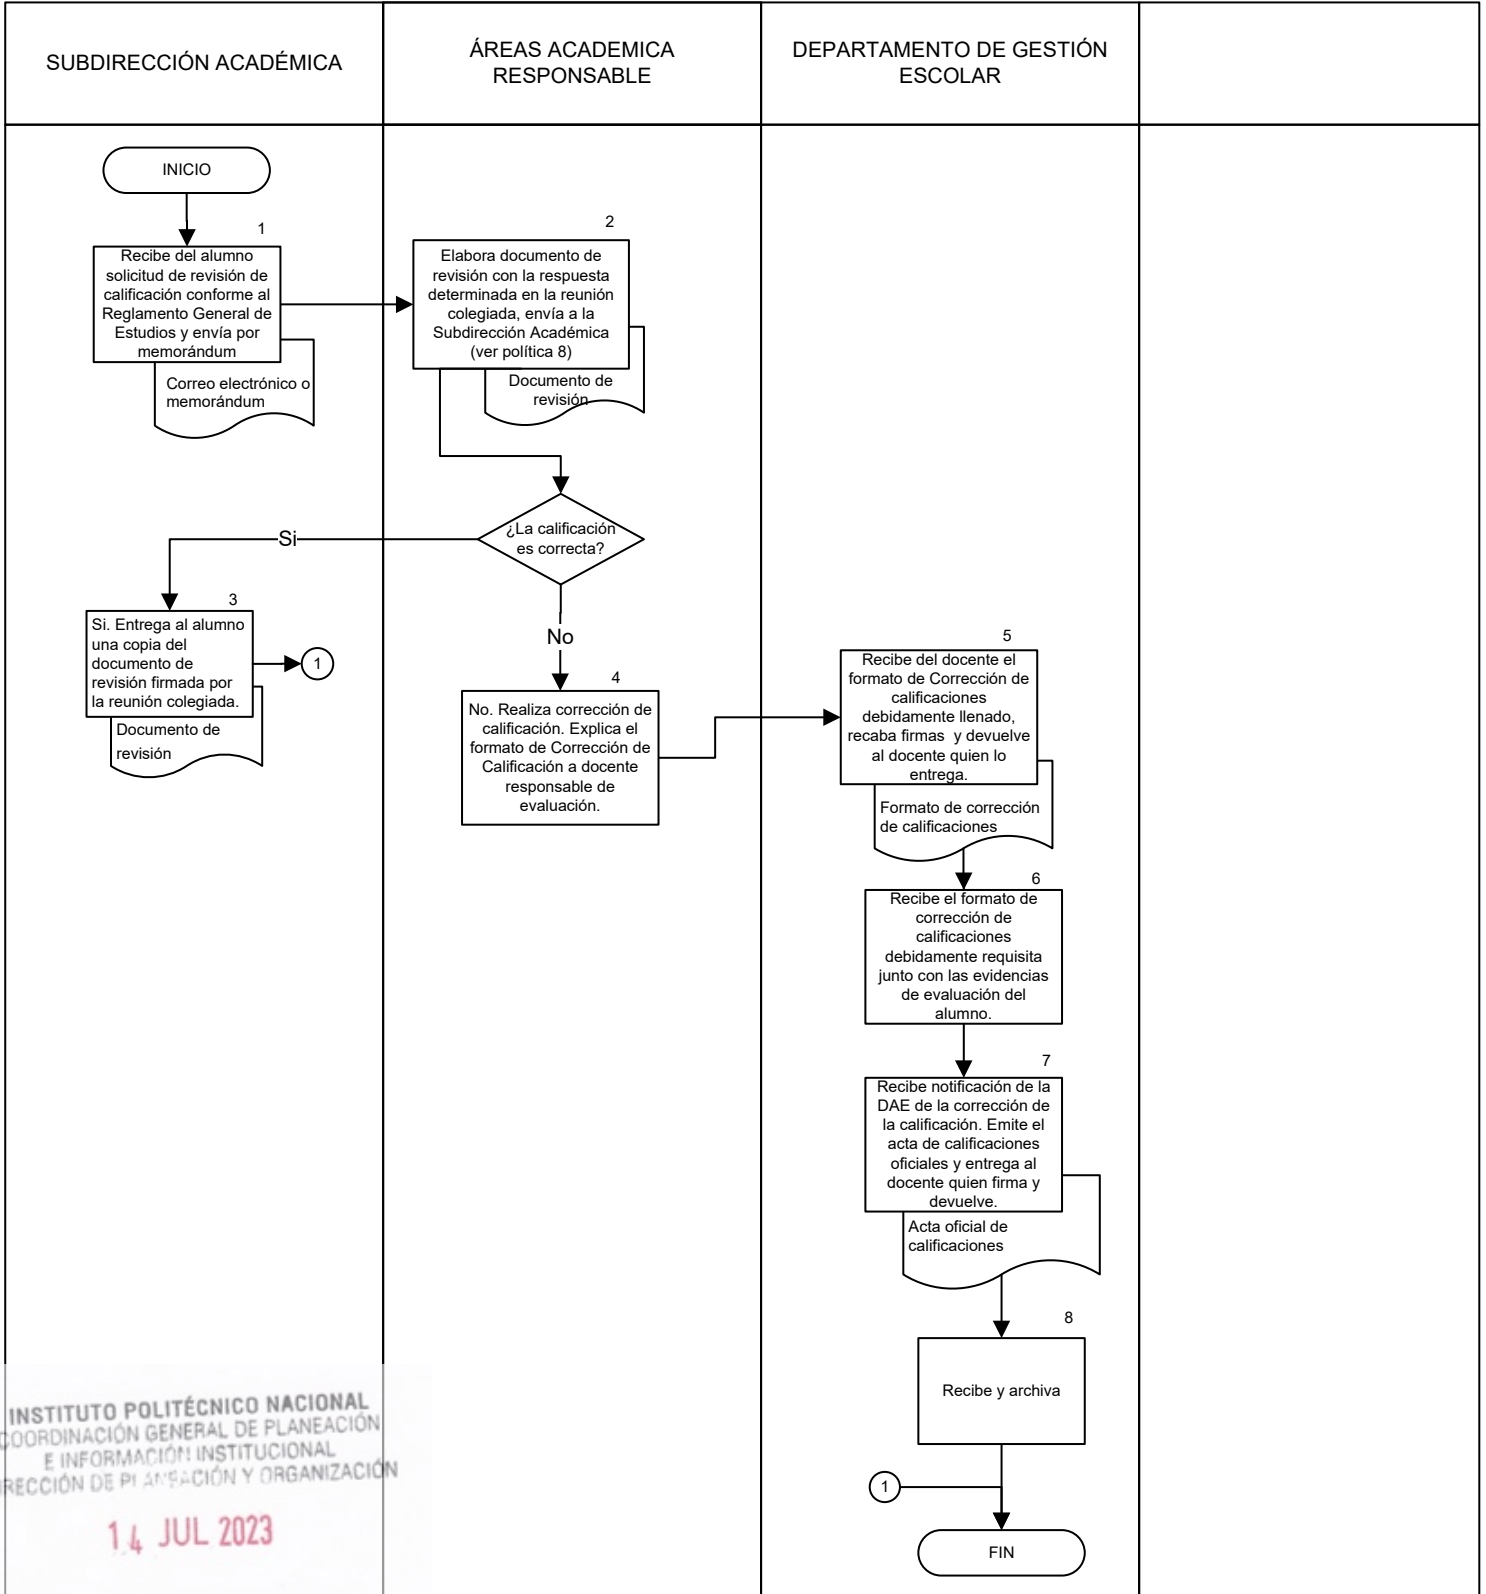 SUBDIRECCIÓN ACADÉMICA
ÁREAS ACADEMICA
RESPONSABLE
DEPARTAMENTO DE GESTIÓN
ESCOLAR
INICIO
1
Recibe del alumno
solicitud de revisión de
calificación conforme al
Reglamento General de
Estudios y envía por
memorándum
Correo electrónico o
memorándum
2
Elabora documento de
revisión con la respuesta
determinada en la reunión
colegiada, envía a la
Subdirección Académica
(ver política 8)
Documento de
revisión
¿La calificación
es correcta?
Si
No
3
Si. Entrega al alumno
una copia del
documento de
revisión firmada por
la reunión colegiada.
Documento de
revisión
1
4
No. Realiza corrección de
calificación. Explica el
formato de Corrección de
Calificación a docente
responsable de
evaluación.
5
Recibe del docente el
formato de Corrección de
calificaciones
debidamente llenado,
recaba firmas y devuelve
al docente quien lo
entrega.
Formato de corrección
de calificaciones
6
Recibe el formato de
corrección de
calificaciones
debidamente requisita
junto con las evidencias
de evaluación del
alumno.
7
Recibe notificación de la
DAE de la corrección de
la calificación. Emite el
acta de calificaciones
oficiales y entrega al
docente quien firma y
devuelve.
Acta oficial de
calificaciones
8
Recibe y archiva
1
FIN
INSTITUTO POLITÉCNICO NACIONAL
COORDINACIÓN GENERAL DE PLANEACIÓN
E INFORMACIÓN INSTITUCIONAL
RECCIÓN DE PLANEACIÓN Y ORGANIZACIÓN
14 JUL 2023